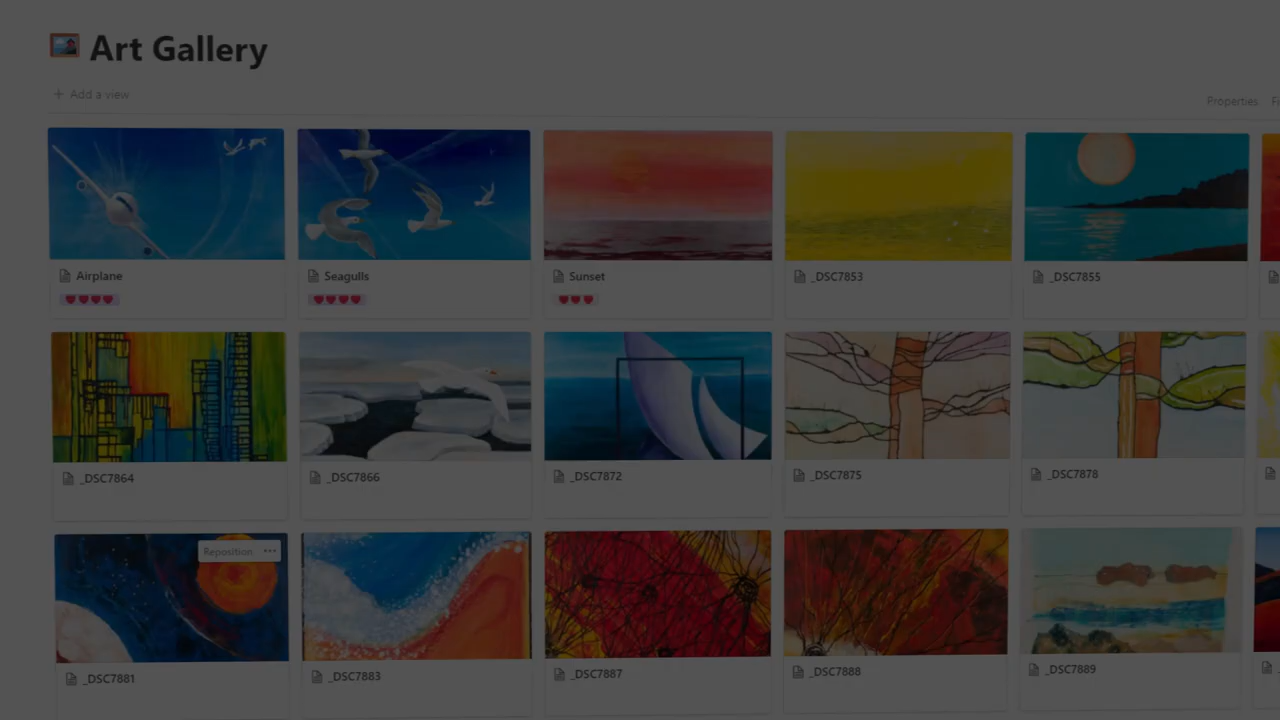 Art Gallery
+ Add a view
Properties
Airplane
Seagulls
Sunset
_DSC7853
_DSC7855
_DSC7864
_DSC7866
_DSC7872
_DSC7875
_DSC7878
Reposition
_DSC7881
_DSC7883
_DSC7887
_DSC7888
_DSC7889